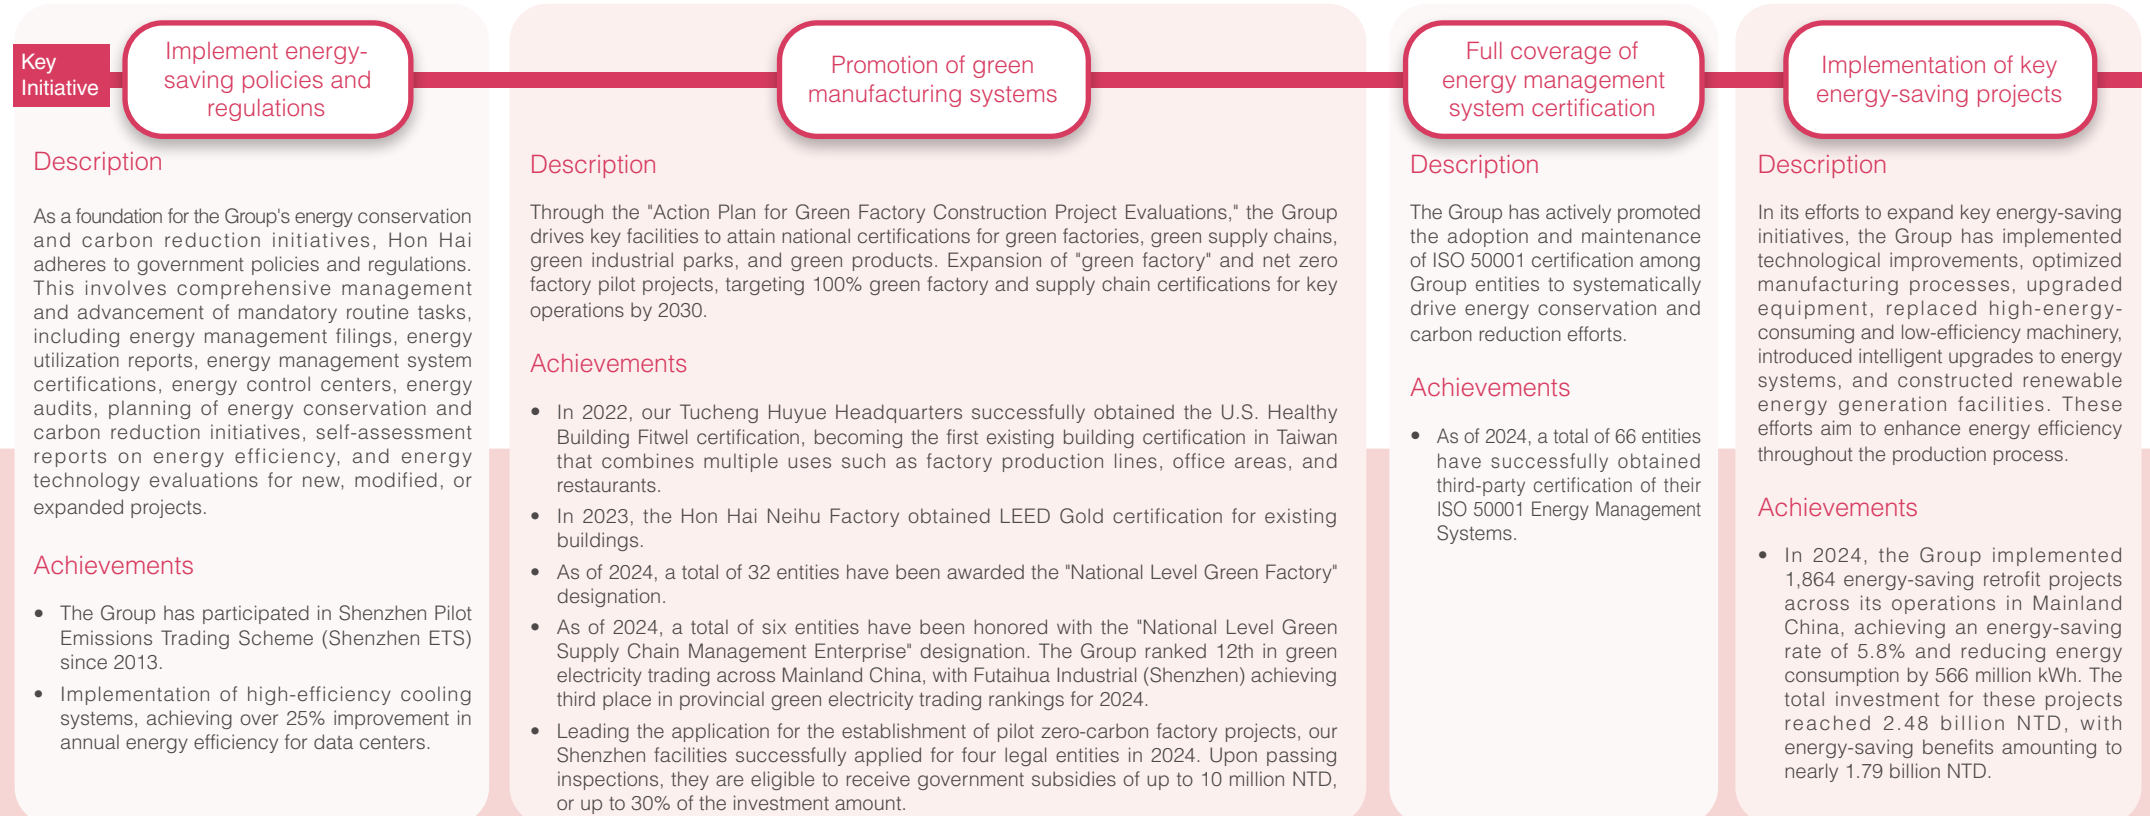 Key
Initiative
Implement energy-
saving policies and
regulations
Description
As a foundation for the Group's energy conservation
and carbon reduction initiatives, Hon Hai
adheres to government policies and regulations.
This involves comprehensive management
and advancement of mandatory routine tasks,
including energy management filings, energy
utilization reports, energy management system
certifications, energy control centers, energy
audits, planning of energy conservation and
carbon reduction initiatives, self-assessment
reports on energy efficiency, and energy
technology evaluations for new, modified, or
expanded projects.
Achievements
• The Group has participated in Shenzhen Pilot
Emissions Trading Scheme (Shenzhen ETS)
since 2013.
• Implementation of high-efficiency cooling
systems, achieving over 25% improvement in
annual energy efficiency for data centers.
Promotion of green
manufacturing systems
Description
Through the "Action Plan for Green Factory Construction Project Evaluations," the Group
drives key facilities to attain national certifications for green factories, green supply chains,
green industrial parks, and green products. Expansion of "green factory" and net zero
factory pilot projects, targeting 100% green factory and supply chain certifications for key
operations by 2030.
Achievements
• In 2022, our Tucheng Huyue Headquarters successfully obtained the U.S. Healthy
Building Fitwel certification, becoming the first existing building certification in Taiwan
that combines multiple uses such as factory production lines, office areas, and
restaurants.
• In 2023, the Hon Hai Neihu Factory obtained LEED Gold certification for existing
buildings.
• As of 2024, a total of 32 entities have been awarded the "National Level Green Factory"
designation.
• As of 2024, a total of six entities have been honored with the "National Level Green
Supply Chain Management Enterprise" designation. The Group ranked 12th in green
electricity trading across Mainland China, with Futaihua Industrial (Shenzhen) achieving
third place in provincial green electricity trading rankings for 2024.
• Leading the application for the establishment of pilot zero-carbon factory projects, our
Shenzhen facilities successfully applied for four legal entities in 2024. Upon passing
inspections, they are eligible to receive government subsidies of up to 10 million NTD,
or up to 30% of the investment amount.
Full coverage of
energy management
system certification
Description
The Group has actively promoted
the adoption and maintenance
of ISO 50001 certification among
Group entities to systematically
drive energy conservation and
carbon reduction efforts.
Achievements
• As of 2024, a total of 66 entities
have successfully obtained
third-party certification of their
ISO 50001 Energy Management
Systems.
Implementation of key
energy-saving projects
Description
In its efforts to expand key energy-saving
initiatives, the Group has implemented
technological improvements, optimized
manufacturing processes, upgraded
equipment, replaced high-energy-
consuming and low-efficiency machinery,
introduced intelligent upgrades to energy
systems, and constructed renewable
energy generation facilities. These
efforts aim to enhance energy efficiency
throughout the production process.
Achievements
• In 2024, the Group implemented
1,864 energy-saving retrofit projects
across its operations in Mainland
China, achieving an energy-saving
rate of 5.8% and reducing energy
consumption by 566 million kWh. The
total investment for these projects
reached 2.48 billion NTD, with
energy-saving benefits amounting to
nearly 1.79 billion NTD.